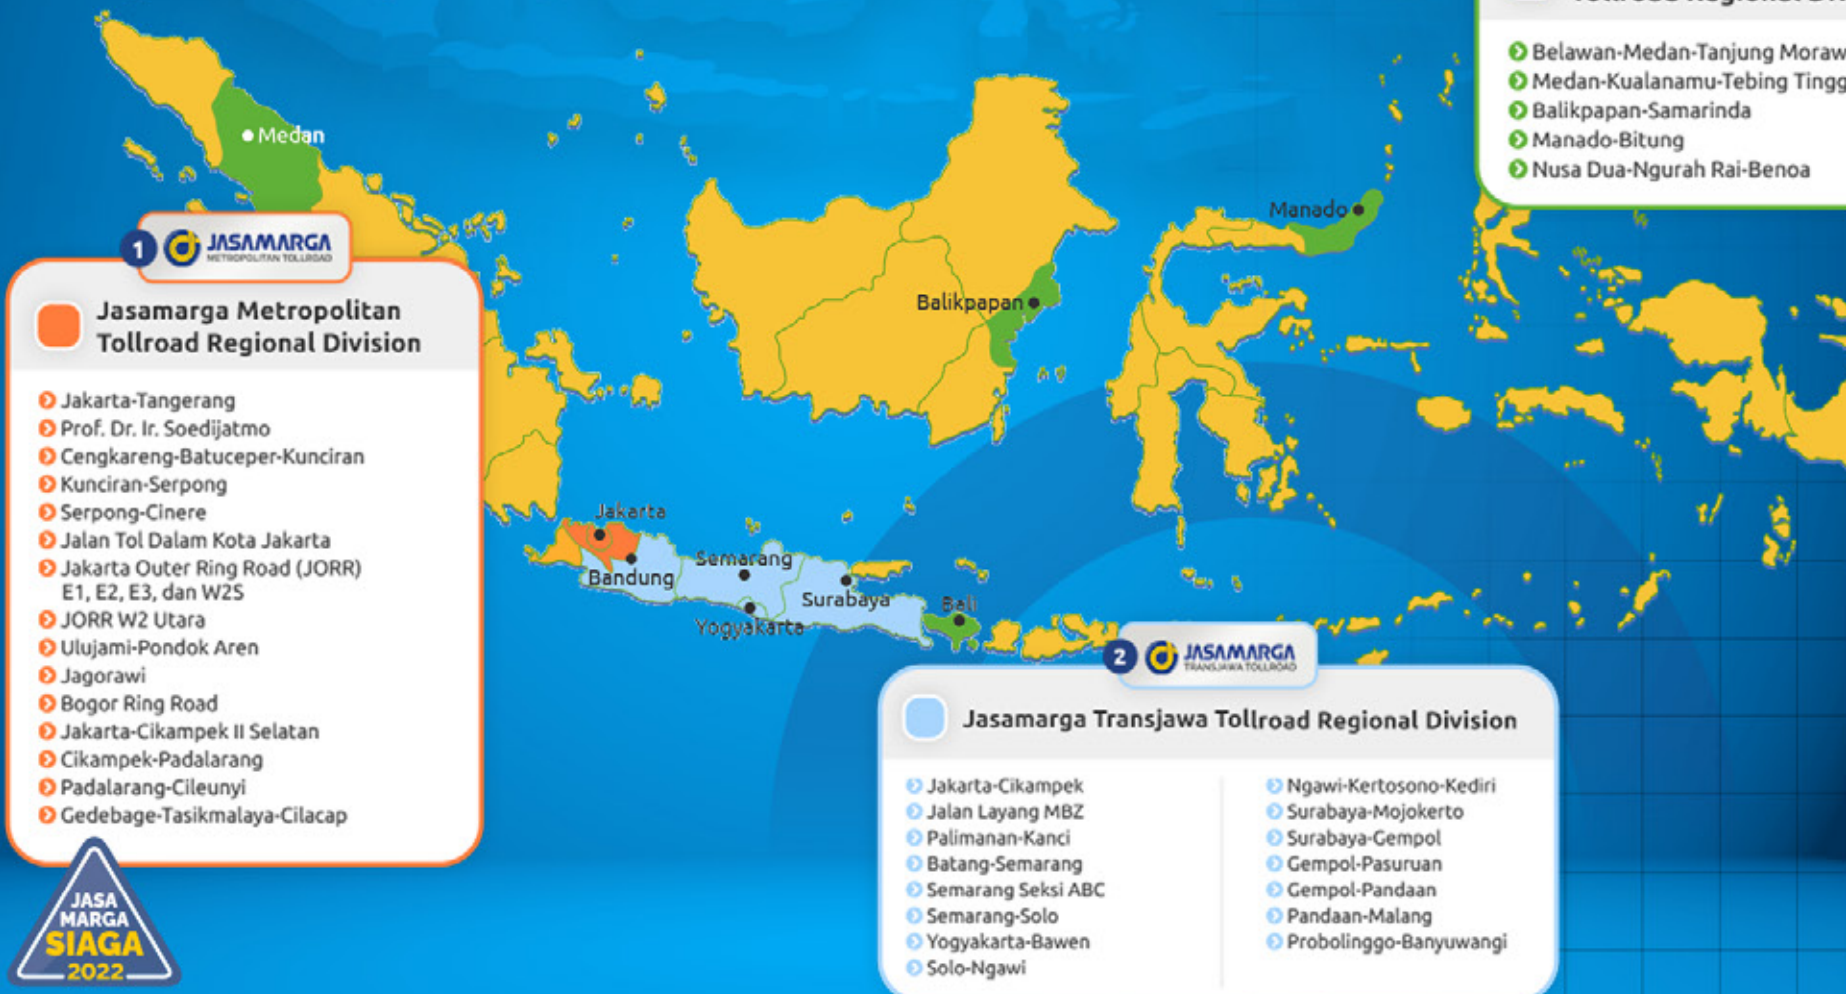 Belawan-Medan-Tanjung
Medan-Kualanamu-Tebing
Balikpapan-Samarinda
Manado-Bitung
Nusa Dua-Ngurah Rai-Benoa
Medan
Manado
Balikpapan
1 JASAMARGA
METROPOLITAN TOLLROAD
Jasamarga Metropolitan
Tollroad Regional Division
Jakarta-Tangerang
Prof. Dr. Ir. Soedijatmo
Cengkareng-Batuceper-Kunciran
Kunciran-Serpong
Serpong-Cinere
Jalan Tol Dalam Kota Jakarta
Jakarta Outer Ring Road (JORR)
E1, E2, E3, dan W2S
JORR W2 Utara
Ulujami-Pondok Aren
Jagorawi
Bogor Ring Road
Jakarta-Cikampek II Selatan
Cikampek-Padalarang
Padalarang-Cileunyi
Gedebage-Tasikmalaya-Cilacap
Jakarta
Bandung
Semarang
Yogyakarta
Surabaya
Bali
2 JASAMARGA
TRANSJAWA TOLLROAD
Jasamarga Transjawa Tollroad Regional Division
Jakarta-Cikampek
Jalan Layang MBZ
Palimanan-Kanci
Batang-Semarang
Semarang Seksi ABC
Semarang-Solo
Yogyakarta-Bawen
Solo-Ngawi
Ngawi-Kertosono-Kediri
Surabaya-Mojokerto
Surabaya-Gempol
Gempol-Pasuruan
Gempol-Pandaan
Pandaan-Malang
Probolinggo-Banyuwangi
JASA
MARGA
SIAGA
2022